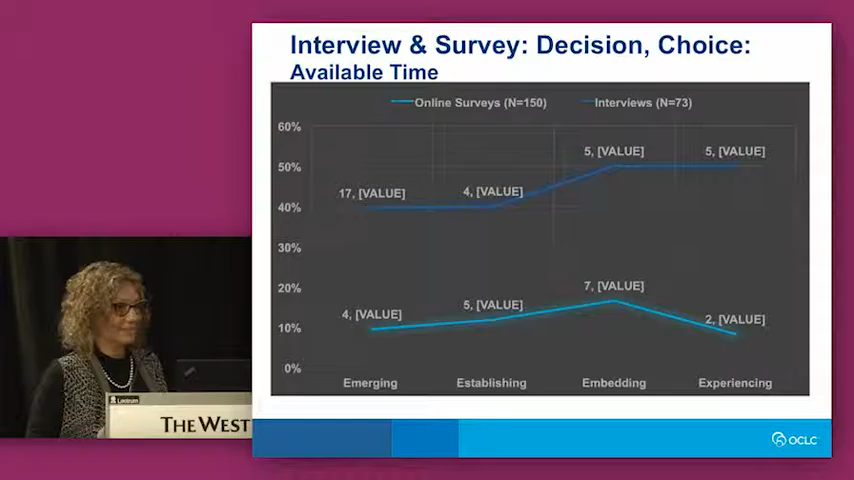 Interview & Survey: Decision, Choice:
Available Time
Online Surveys (N=150)
Interviews (N=73)
60%
50%
40%
30%
20%
10%
0%
17, [VALUE]
4, [VALUE]
5, [VALUE]
5, [VALUE]
4, [VALUE]
5, [VALUE]
7, [VALUE]
2, [VALUE]
Emerging
Establishing
Embedding
Experiencing
THE WEST
OCLC